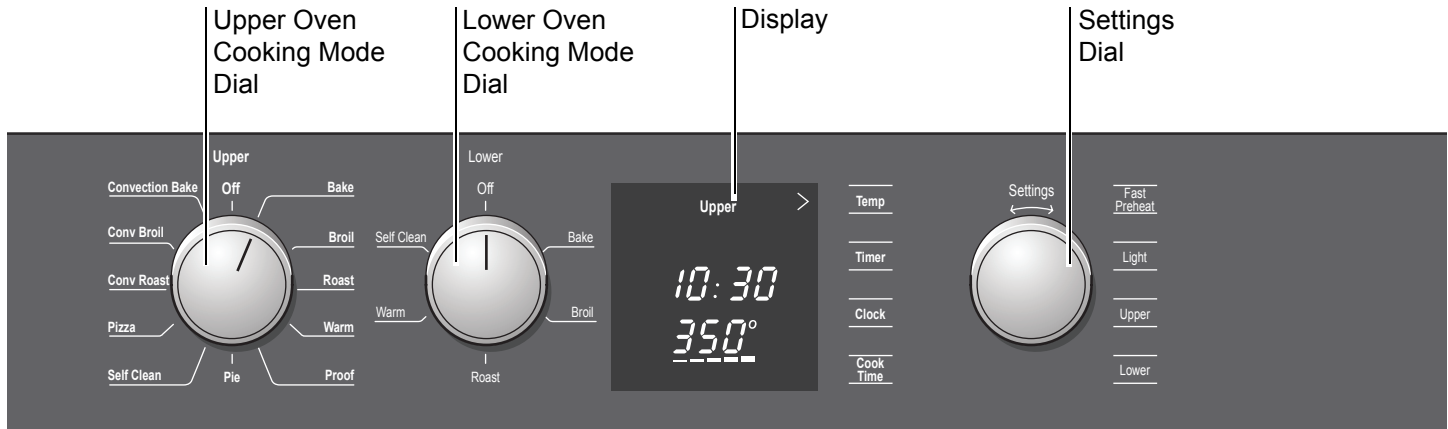 Upper Oven
Cooking Mode
Dial
Lower Oven
Cooking Mode
Dial
Display
Settings
Dial
Upper
Convection Bake
Off
Bake
Conv Broil
Broil
Conv Roast
Roast
Pizza
Warm
Self Clean
Pie
Proof
Lower
Off
Self Clean
Bake
Warm
Broil
Roast
Upper >
10:30
350°
Temp
Timer
Clock
Cook
Time
Settings
Fast
Preheat
Light
Upper
Lower